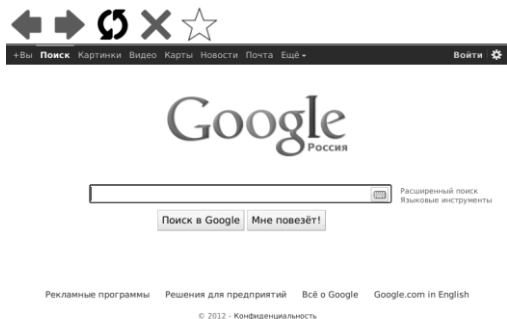 +Вы Поиск Картинки Видео Карты Новости Почта Ещё Войти
Google
Россия
Расширенный поиск
Языковые инструменты
Поиск в Google Мне повезёт!
Рекламные программы Решения для предприятий Всё о Google Google.com in English
© 2012 - Конфиденциальность